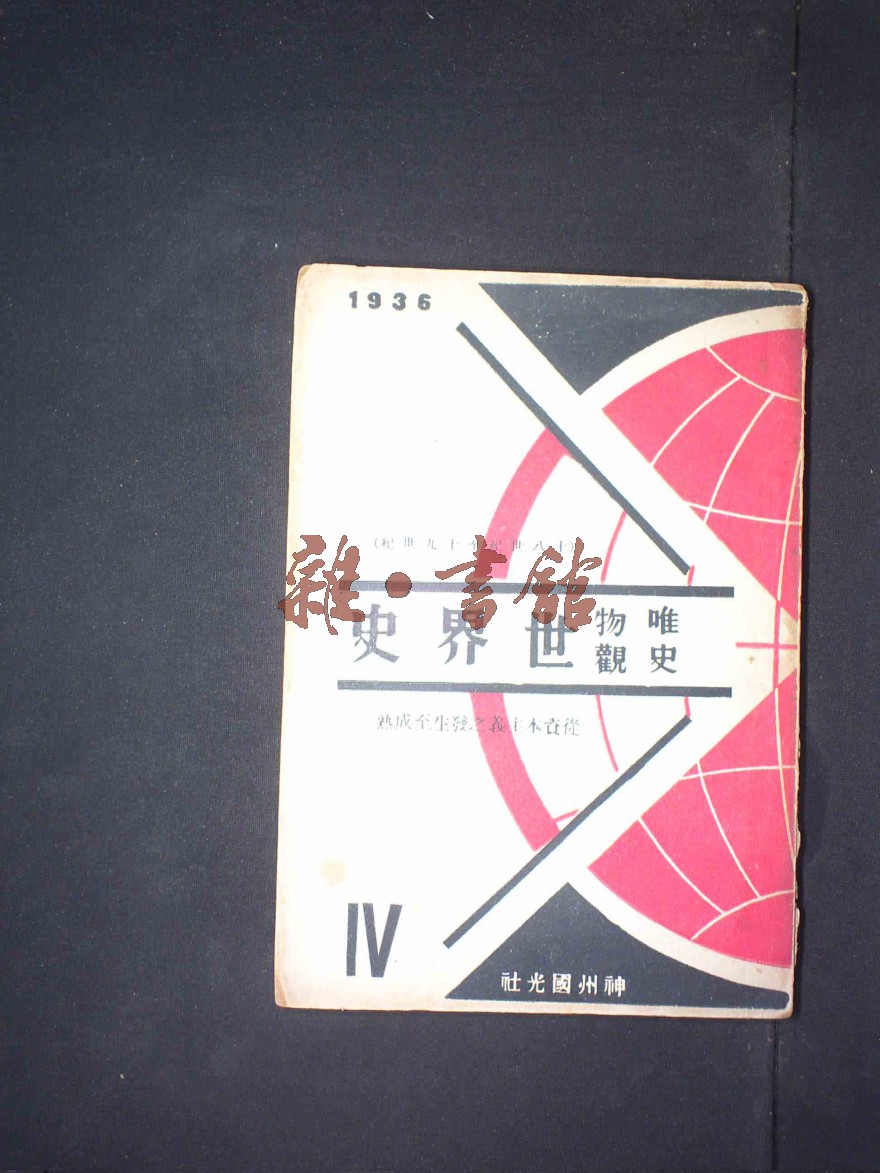 1936
(十八世紀至十九世紀)
唯史物觀世界史
從資本主義之發生至成熟
IV
神州國光社
雜·書館